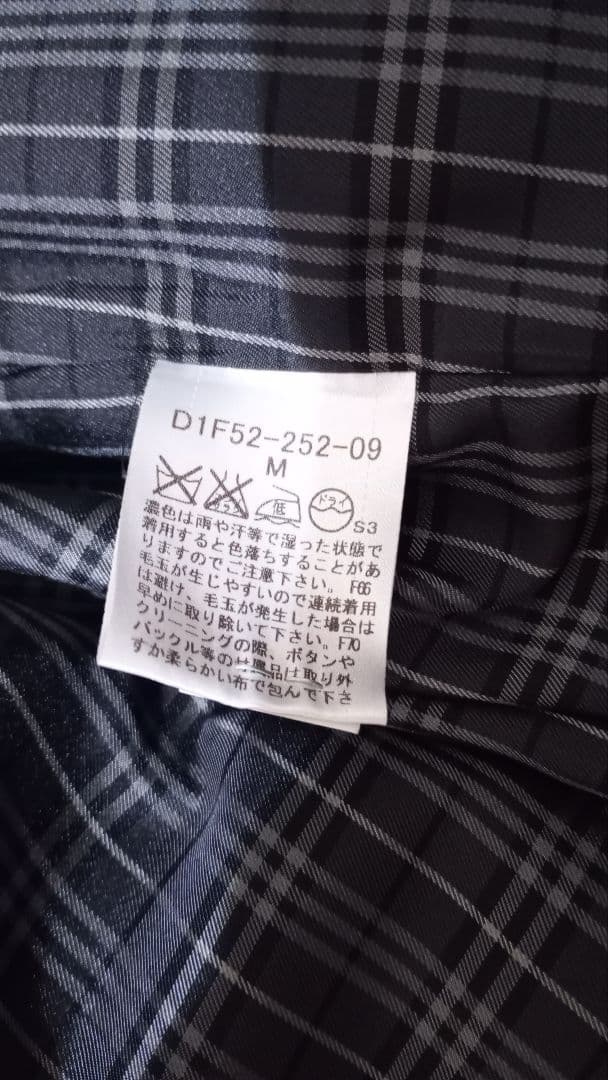 D1F52-252-09
M
エンソサラシ
低
ドライ
S3
濃色は雨や汗等で湿った状態で
着用すると色落ちすることがあ
りますのでご注意下さい。F66
毛玉が生じやすいので連続着用
は避け、毛玉が発生した場合は
早めに取り除いて下さい。F70
クリーニングの際、ボタンや
バックル等の付属品は取り外
すか柔らかい布で包んで下さ